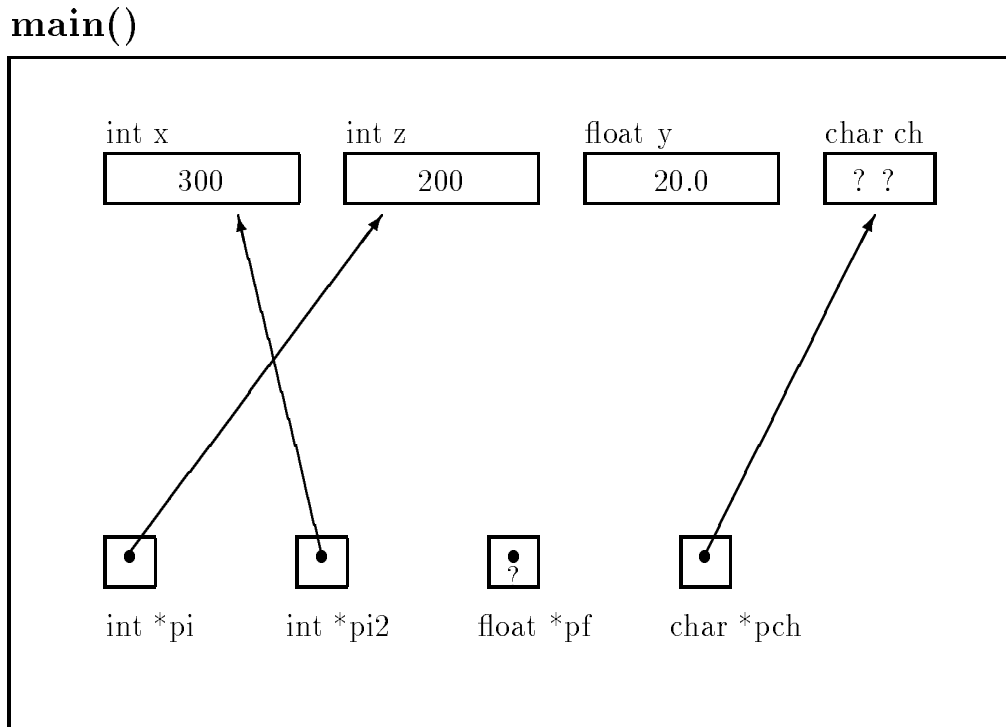 main()
int x int z float y char ch
300 200 20.0 ? ?
?
int *pi int *pi2 float *pf char *pch